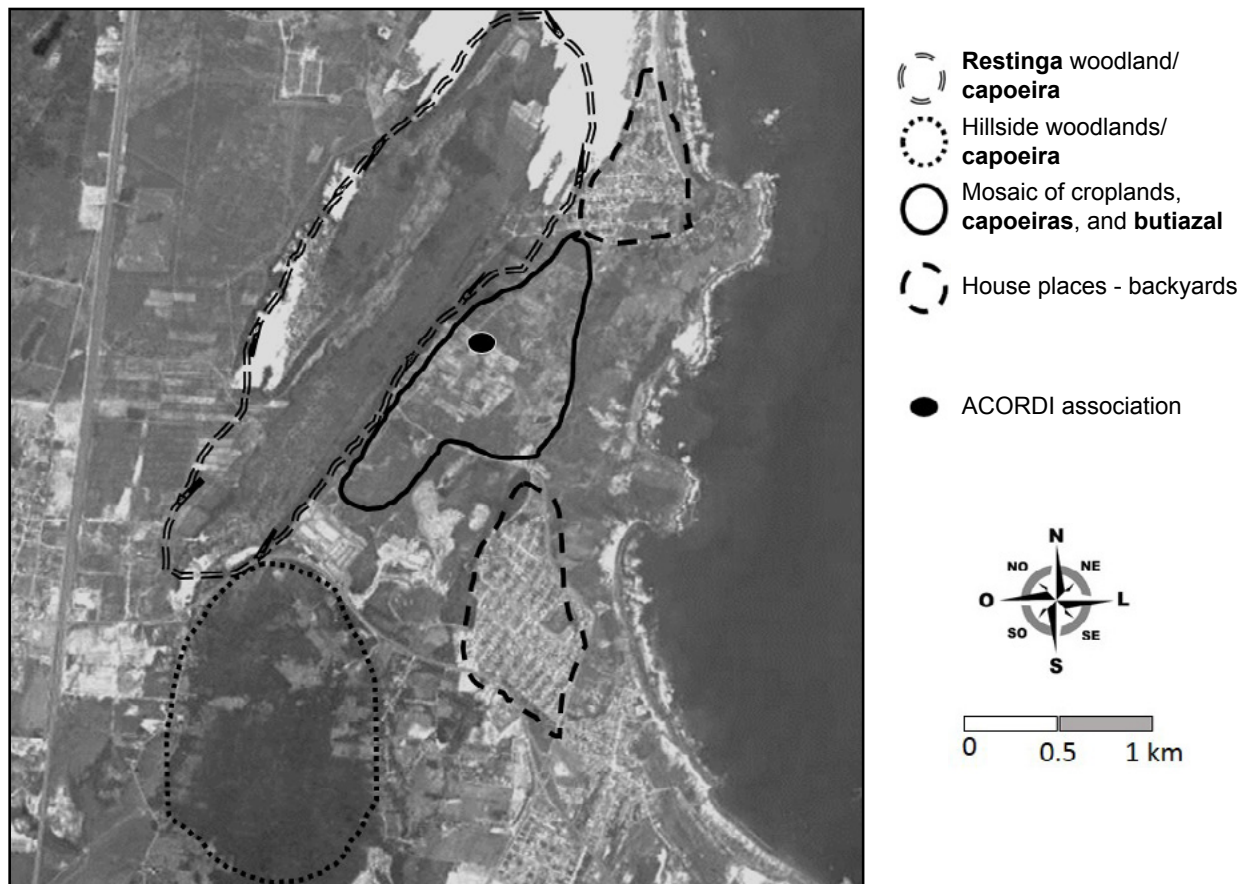 Restinga woodland/
capoeira
Hillside woodlands/
capoeira
Mosaic of croplands,
capoeiras, and butiazal
House places - backyards
ACORDI association
N
NO NE
O L
SO SE
S
0 0.5 1 km